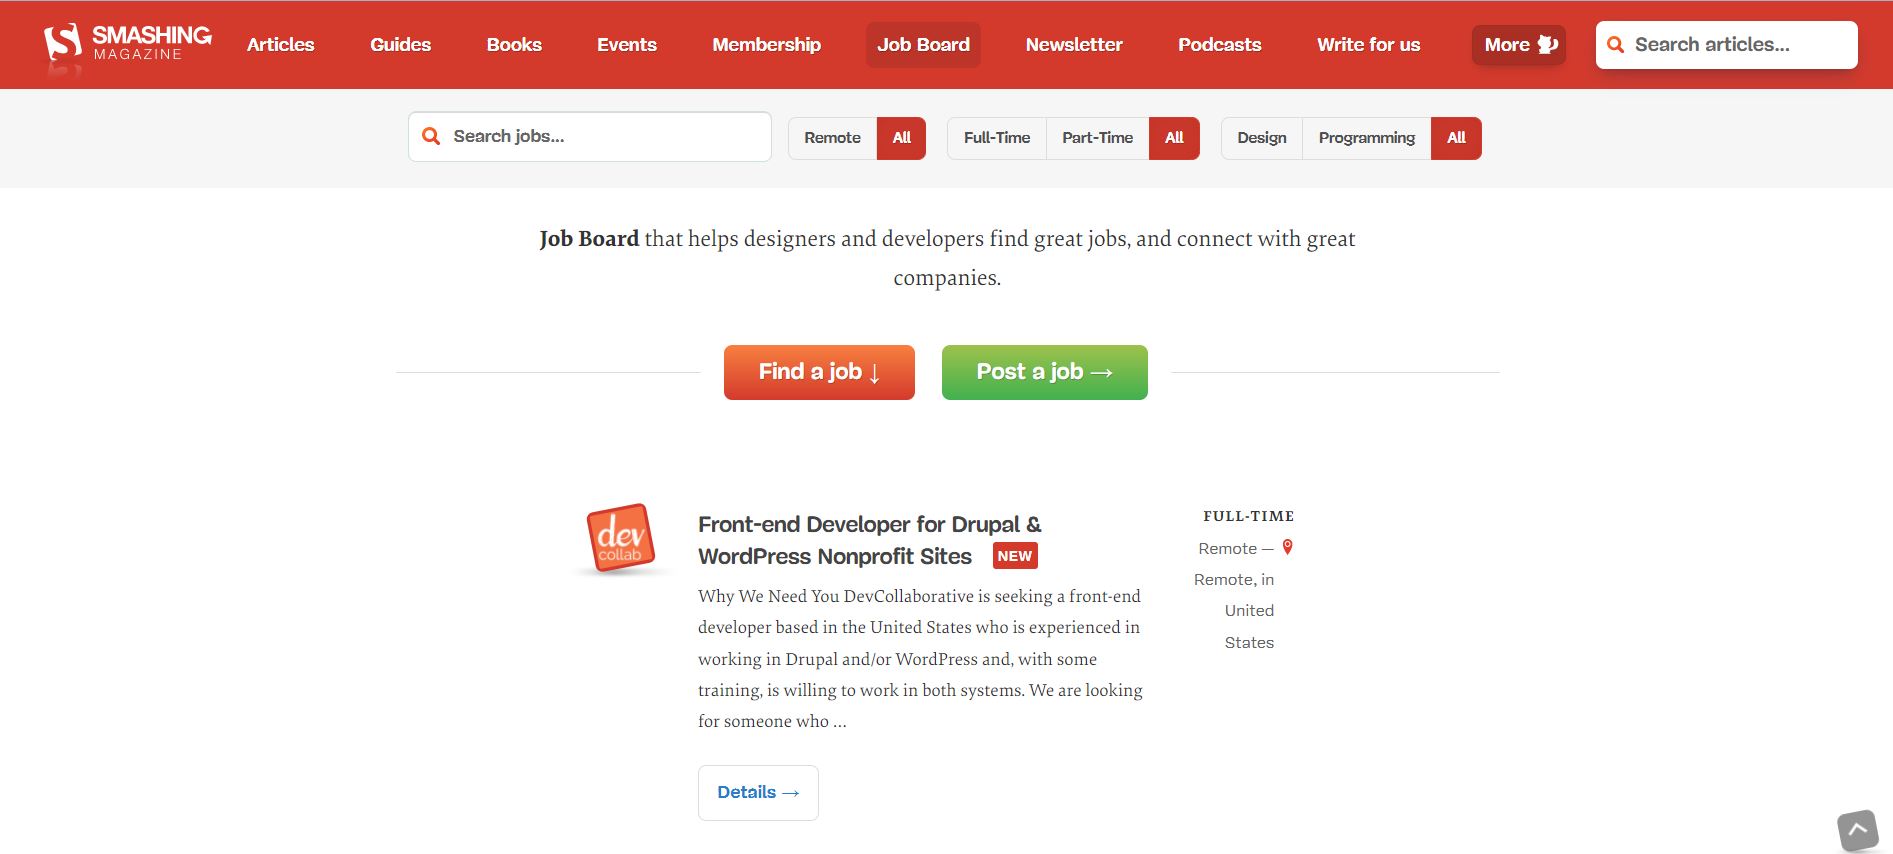 SMASHING
MAGAZINE
Articles Guides Books Events Membership Job Board Newsletter Podcasts Write for us More Search articles...
Search jobs... Remote All Full-Time Part-Time All Design Programming All
Job Board that helps designers and developers find great jobs, and connect with great
companies.
Find a job ↓ Post a job →
dev
collab
Front-end Developer for Drupal &
WordPress Nonprofit Sites NEW
Why We Need You DevCollaborative is seeking a front-end
developer based in the United States who is experienced in
working in Drupal and/or WordPress and, with some
training, is willing to work in both systems. We are looking
for someone who ...
Details →
FULL-TIME
Remote —
Remote, in
United
States